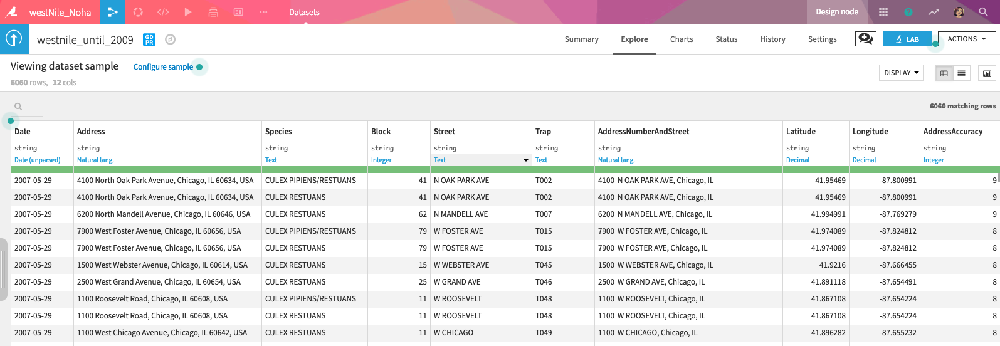 westNile_Noha Datasets Design node
westnile_until_2009 GD PR Summary Explore Charts Status History Settings LAB ACTIONS
Viewing dataset sample Configure sample
6060 rows, 12 cols DISPLAY
6060 matching rows
Date Address Species Block Street Trap AddressNumberAndStreet Latitude Longitude AddressAccuracy
string string string string string string string string string string
Date (unparsed) Natural lang. Text Integer Text Text Natural lang. Decimal Decimal Integer
2007-05-29 4100 North Oak Park Avenue, Chicago, IL 60634, USA CULEX PIPIENS/RESTUANS 41 N OAK PARK AVE T002 4100 N OAK PARK AVE, Chicago, IL 41.95469 -87.800991 9
2007-05-29 4100 North Oak Park Avenue, Chicago, IL 60634, USA CULEX RESTUANS 41 N OAK PARK AVE T002 4100 N OAK PARK AVE, Chicago, IL 41.95469 -87.800991 9
2007-05-29 6200 North Mandell Avenue, Chicago, IL 60646, USA CULEX RESTUANS 62 N MANDELL AVE T007 6200 N MANDELL AVE, Chicago, IL 41.994991 -87.769279 9
2007-05-29 7900 West Foster Avenue, Chicago, IL 60656, USA CULEX PIPIENS/RESTUANS 79 W FOSTER AVE T015 7900 W FOSTER AVE, Chicago, IL 41.974089 -87.824812 8
2007-05-29 7900 West Foster Avenue, Chicago, IL 60656, USA CULEX RESTUANS 79 W FOSTER AVE T015 7900 W FOSTER AVE, Chicago, IL 41.974089 -87.824812 8
2007-05-29 1500 West Webster Avenue, Chicago, IL 60614, USA CULEX RESTUANS 15 W WEBSTER AVE T045 1500 W WEBSTER AVE, Chicago, IL 41.9216 -87.666455 8
2007-05-29 2500 West Grand Avenue, Chicago, IL 60654, USA CULEX RESTUANS 25 W GRAND AVE T046 2500 W GRAND AVE, Chicago, IL 41.891118 -87.654491 8
2007-05-29 1100 Roosevelt Road, Chicago, IL 60608, USA CULEX PIPIENS/RESTUANS 11 W ROOSEVELT T048 1100 W ROOSEVELT, Chicago, IL 41.867108 -87.654224 8
2007-05-29 1100 Roosevelt Road, Chicago, IL 60608, USA CULEX RESTUANS 11 W ROOSEVELT T048 1100 W ROOSEVELT, Chicago, IL 41.867108 -87.654224 8
2007-05-29 1100 West Chicago Avenue, Chicago, IL 60642, USA CULEX RESTUANS 11 W CHICAGO T049 1100 W CHICAGO, Chicago, IL 41.896282 -87.655232 8